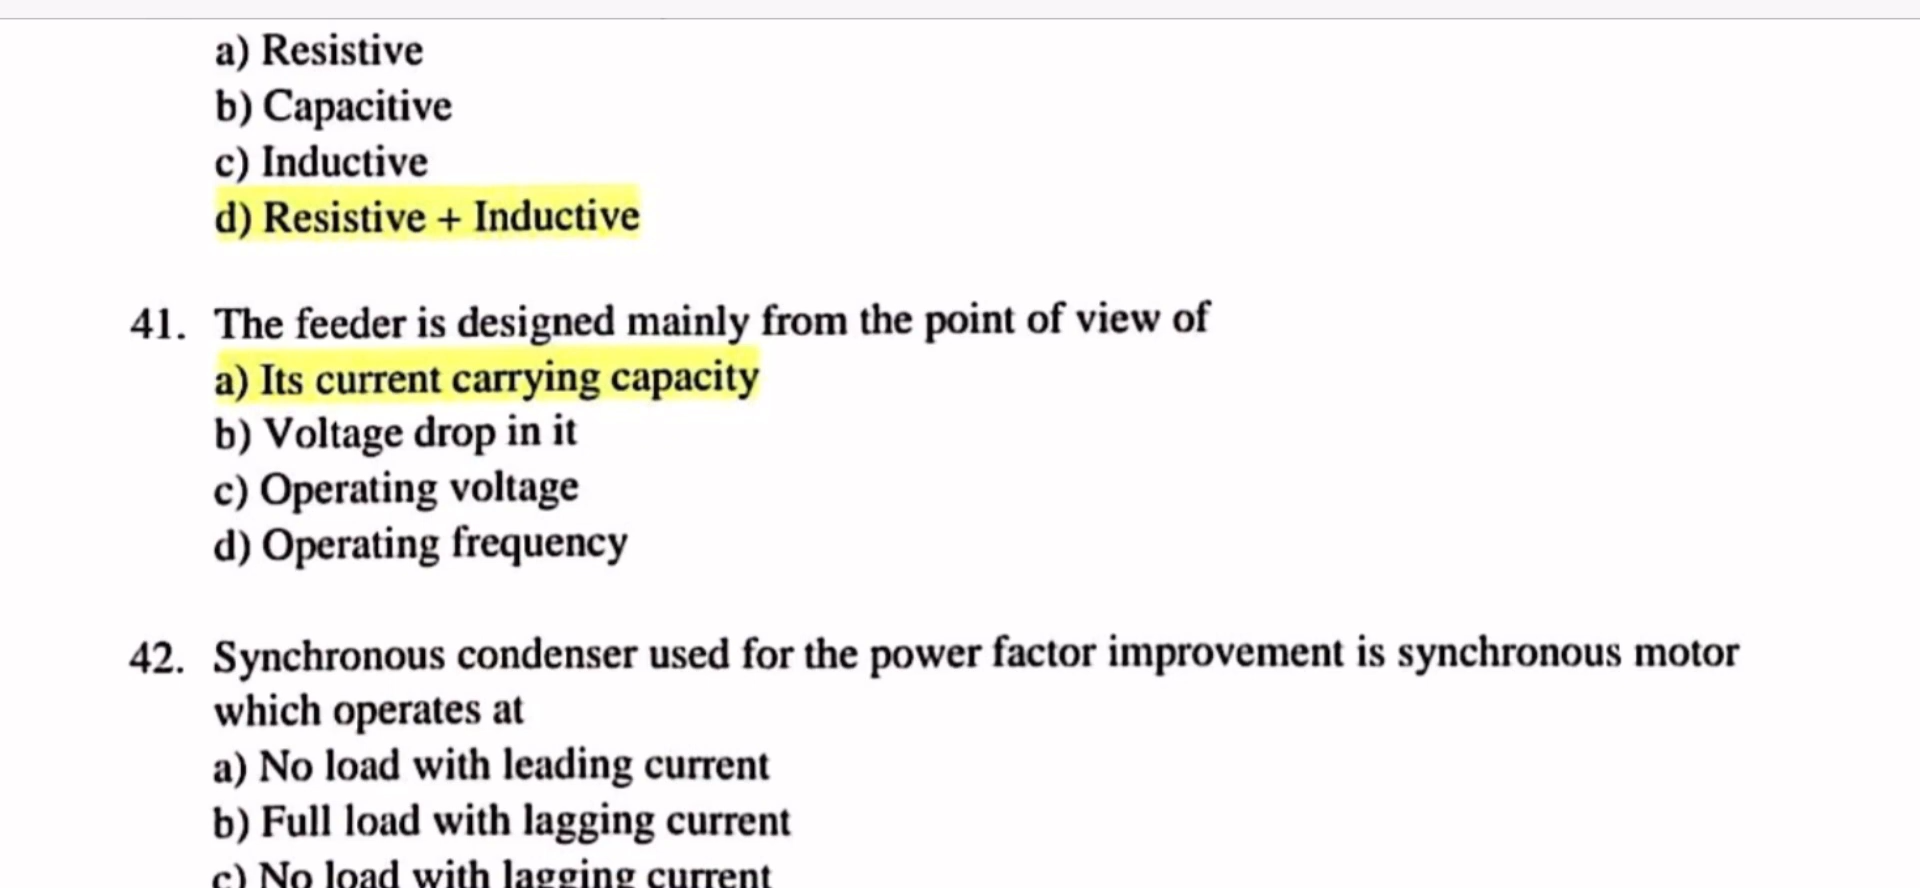 a) Resistive
b) Capacitive
c) Inductive
d) Resistive + Inductive
41. The feeder is designed mainly from the point of view of
a) Its current carrying capacity
b) Voltage drop in it
c) Operating voltage
d) Operating frequency
42. Synchronous condenser used for the power factor improvement is synchronous motor
which operates at
a) No load with leading current
b) Full load with lagging current
c) No load with lagging current